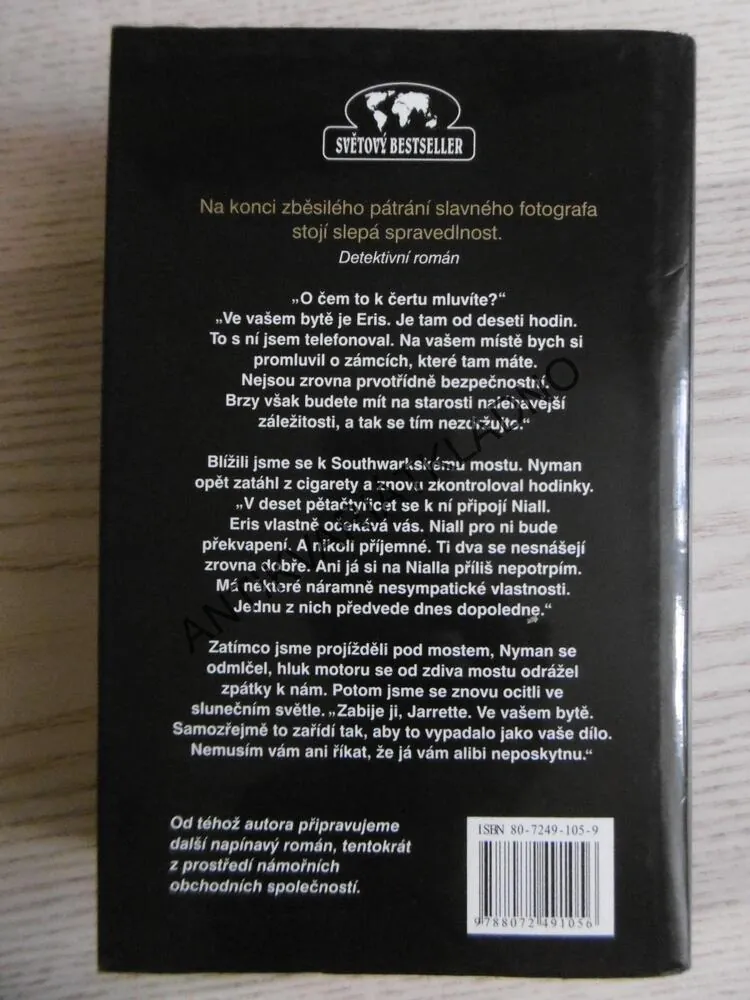 SVĚTOVÝ BESTSELLER
Na konci zběsilého pátrání slavného fotografa
stojí slepá spravedlnost.
Detektivní román
„O čem to k čertu mluvíte?“
„Ve vašem bytě je Eris. Je tam od deseti hodin.
To s ní jsem telefonoval. Na vašem místě bych si
promluvil o zámcích, které tam máte.
Nejsou zrovna prvotřídně bezpečnostní.
Brzy však budete mít na starosti naléhavější
záležitosti, a tak se tím nezdržujte.“
Blížili jsme se k Southwarkskému mostu. Nyman
opět zatáhl z cigarety a znovu zkontroloval hodinky.
„V deset pětačtyřicet se k ní připojí Niall.
Eris vlastně očekává vás. Niall pro ni bude
překvapení. A nikoli příjemné. Ti dva se nesnášejí
zrovna dobře. Ani já si na Nialla příliš nepotrpím.
Má některé náramně nesympatické vlastnosti.
Jednu z nich předvede dnes dopoledne.“
Zatímco jsme projížděli pod mostem, Nyman se
odmlčel, hluk motoru se od zdiva mostu odrážel
zpátky k nám. Potom jsme se znovu ocitli ve
slunečním světle. „Zabije ji, Jarrette. Ve vašem bytě.
Samozřejmě to zařídí tak, aby to vypadalo jako vaše dílo.
Nemusím vám ani říkat, že já vám alibi neposkytnu.“
Od téhož autora připravujeme
další napínavý román, tentokrát
z prostředí námořních
obchodních společností.
ISBN 80-7249-105-9
9788072491056
ANTIKVARIÁT KLADNO